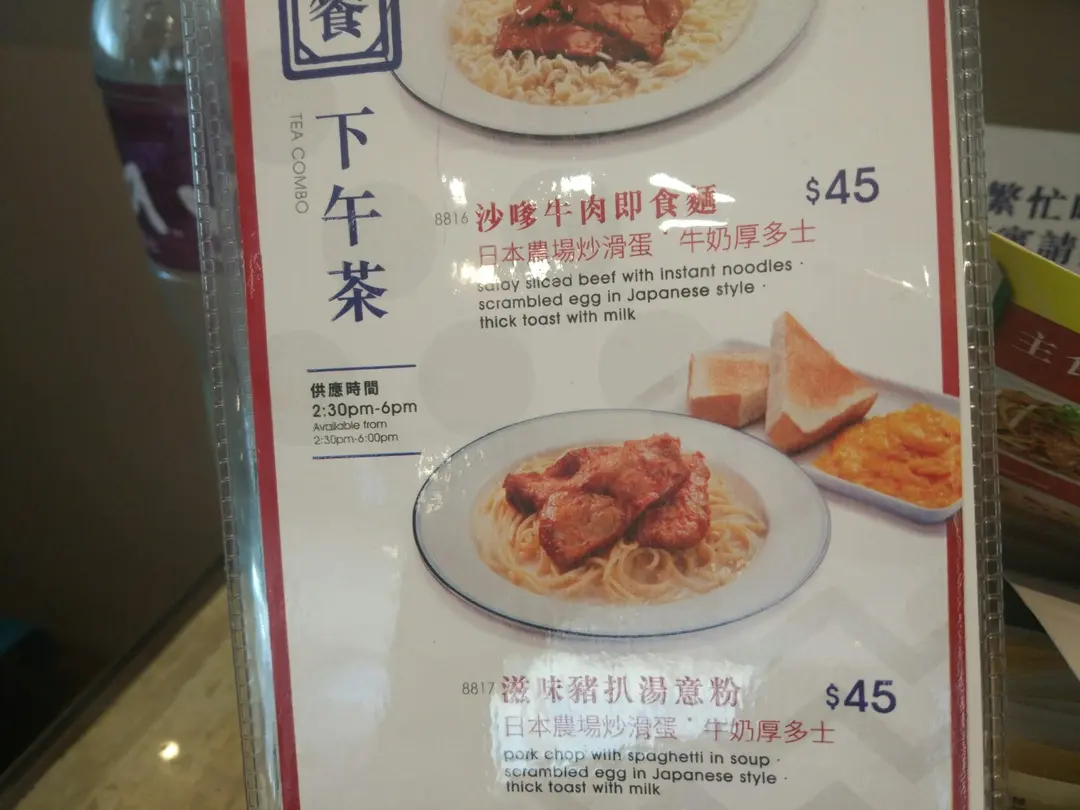 餐
下午茶
TEA COMBO
供應時間
2:30pm-6pm
Available from
2:30pm-6:00pm
8816 沙嗲牛肉即食麵 $45
日本農場炒滑蛋·牛奶厚多士
satay sliced beef with instant noodles ·
scrambled egg in Japanese style ·
thick toast with milk
8817 滋味豬扒湯意粉 $45
日本農場炒滑蛋·牛奶厚多士
pork chop with spaghetti in soup ·
scrambled egg in Japanese style ·
thick toast with milk
繁忙
請
主